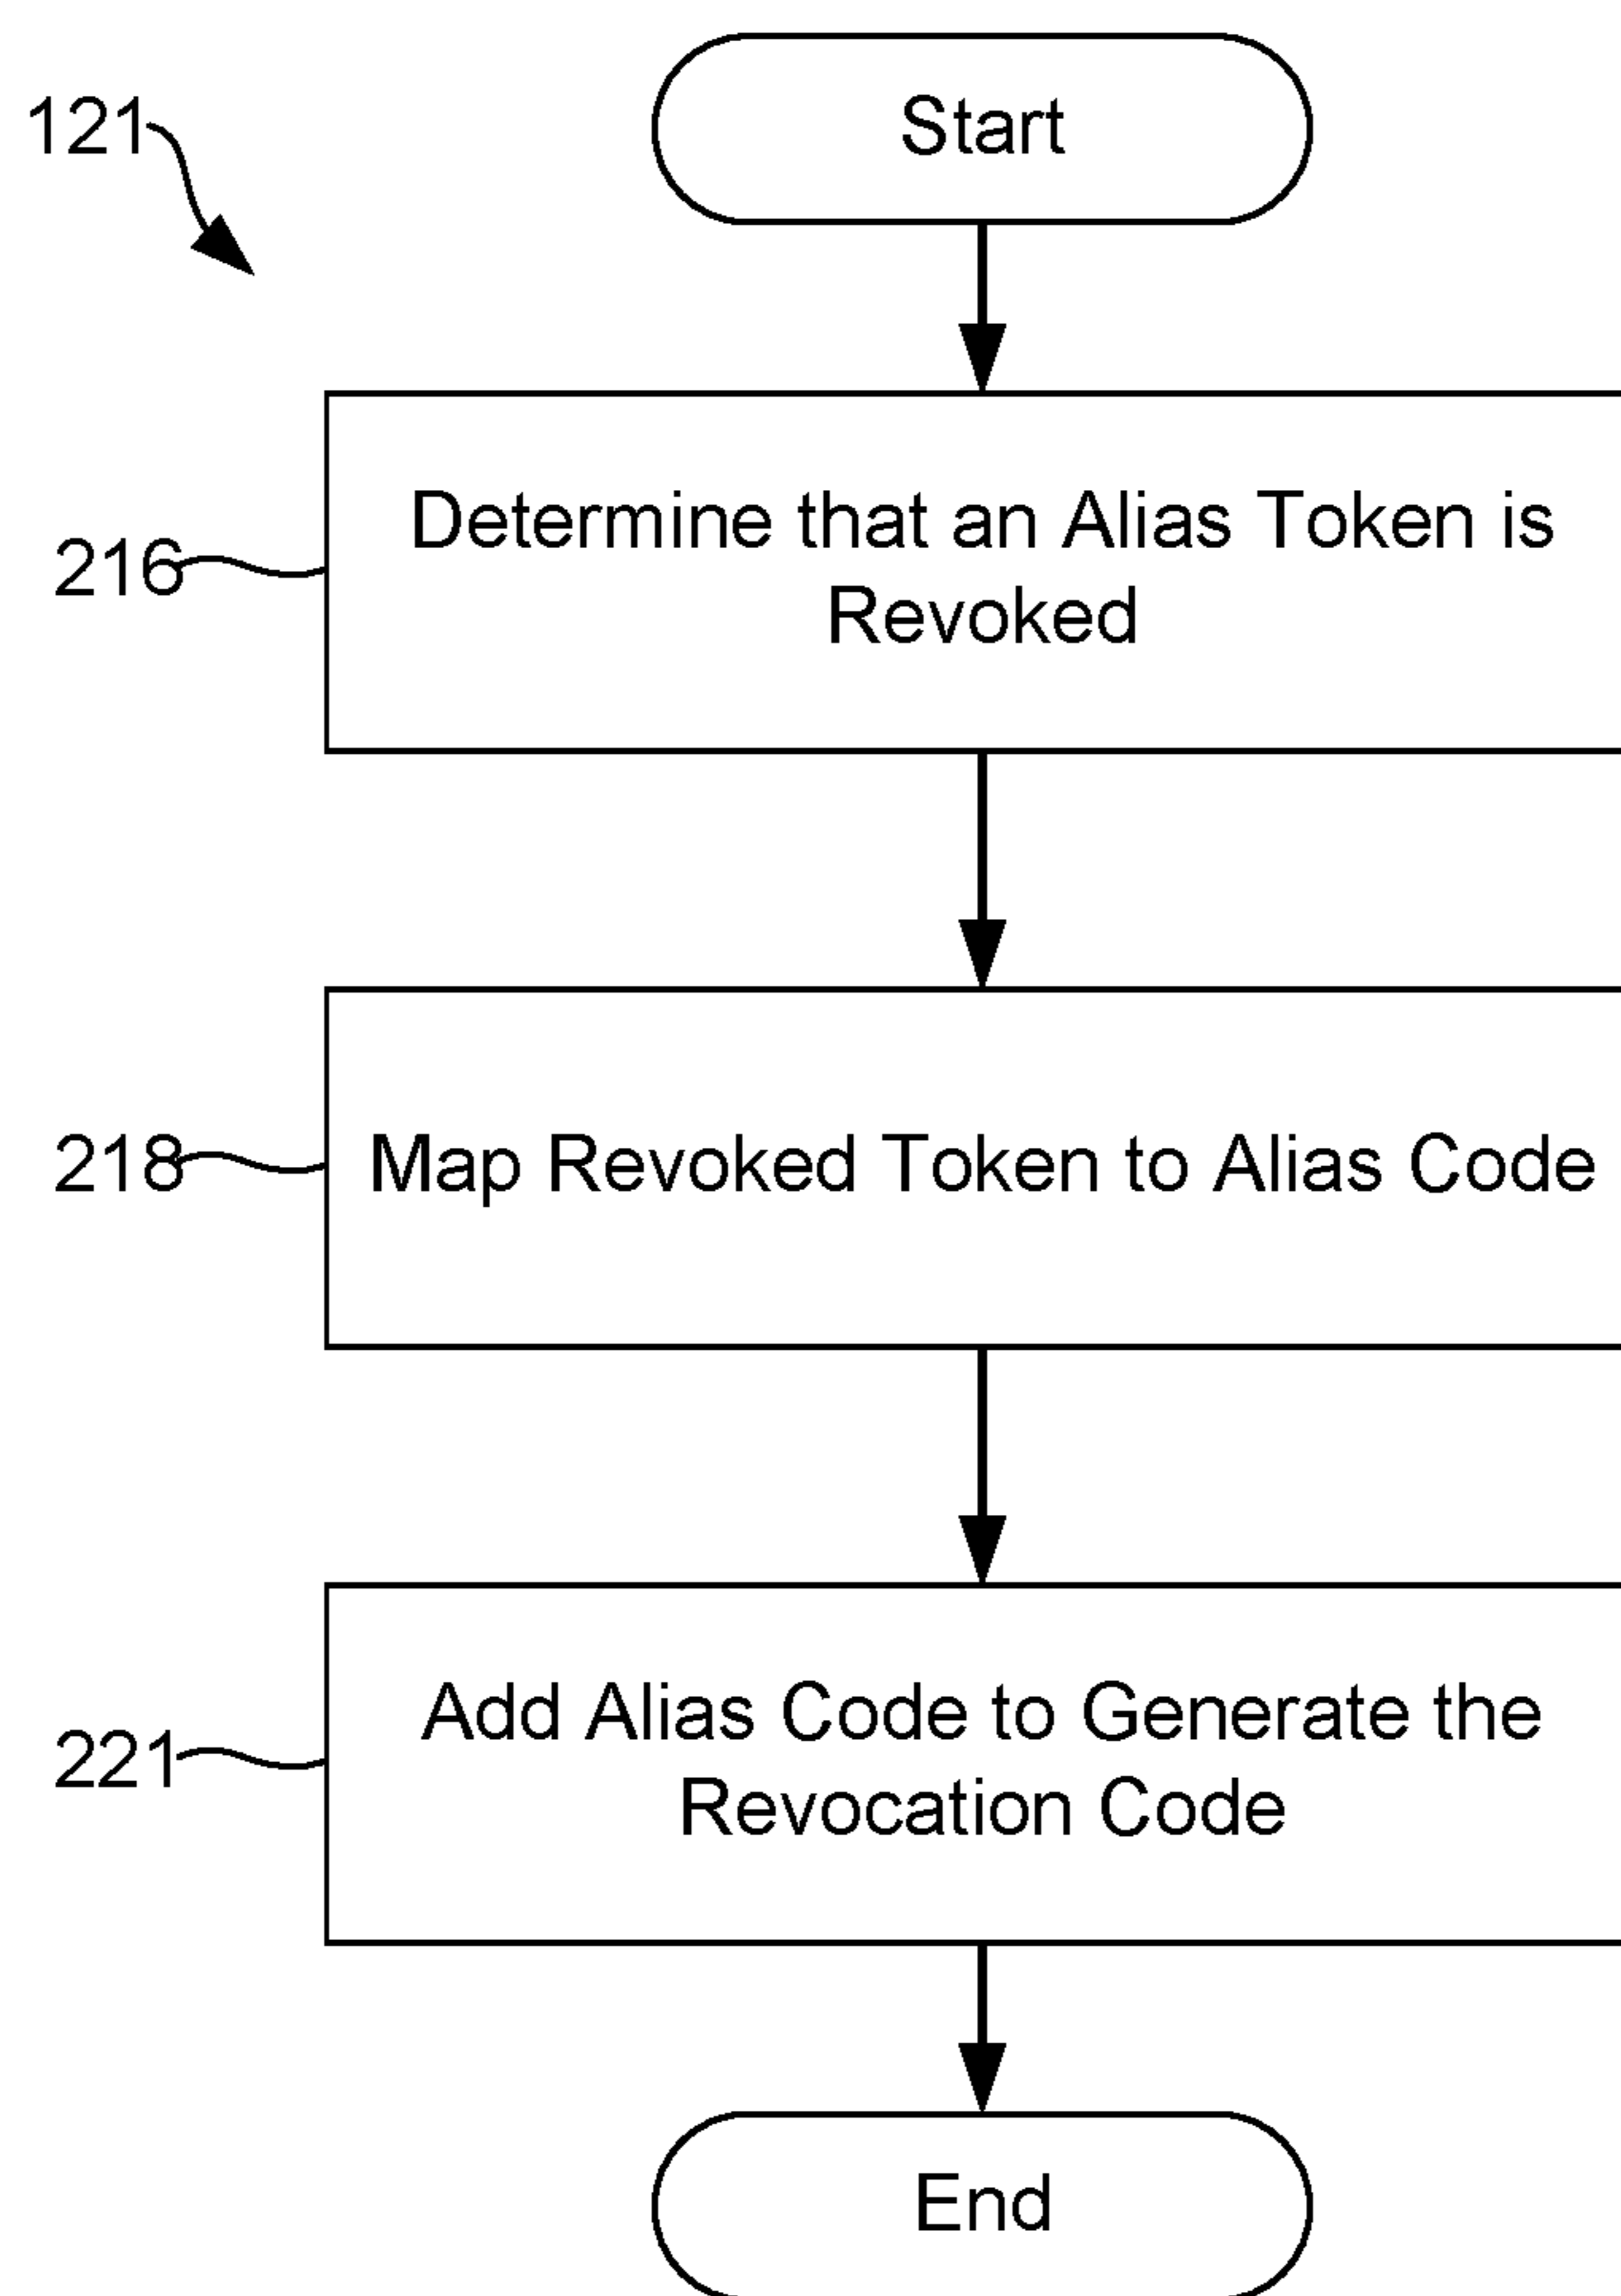 121
Start
216
Determine that an Alias Token is
Revoked
218
Map Revoked Token to Alias Code
221
Add Alias Code to Generate the
Revocation Code
End